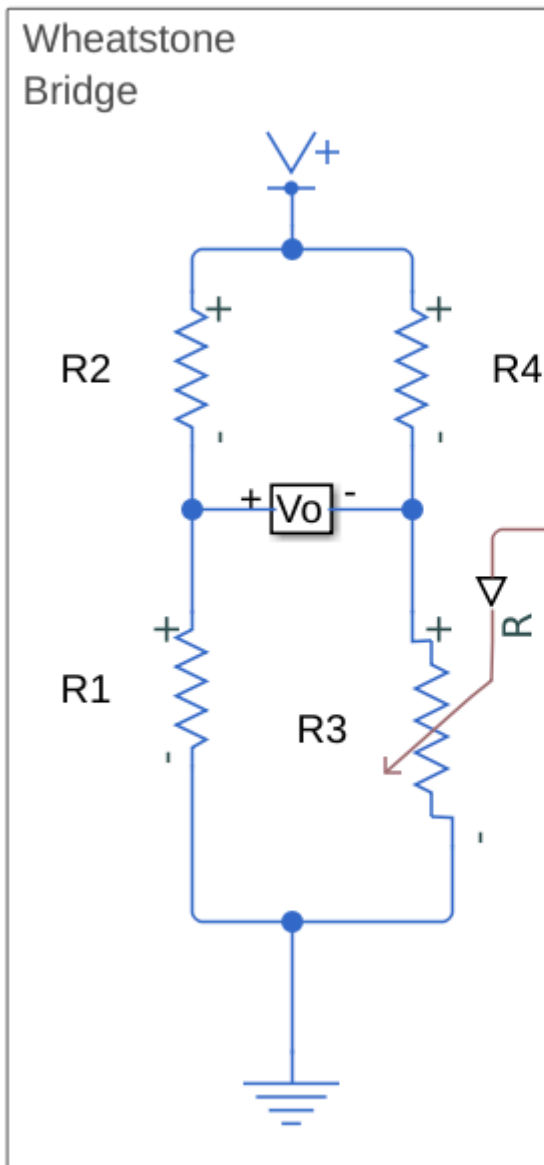 Wheatstone
Bridge
V+
+ +
R2 R4
- -
+ Vo -
R
+ +
R1
R3
-
-